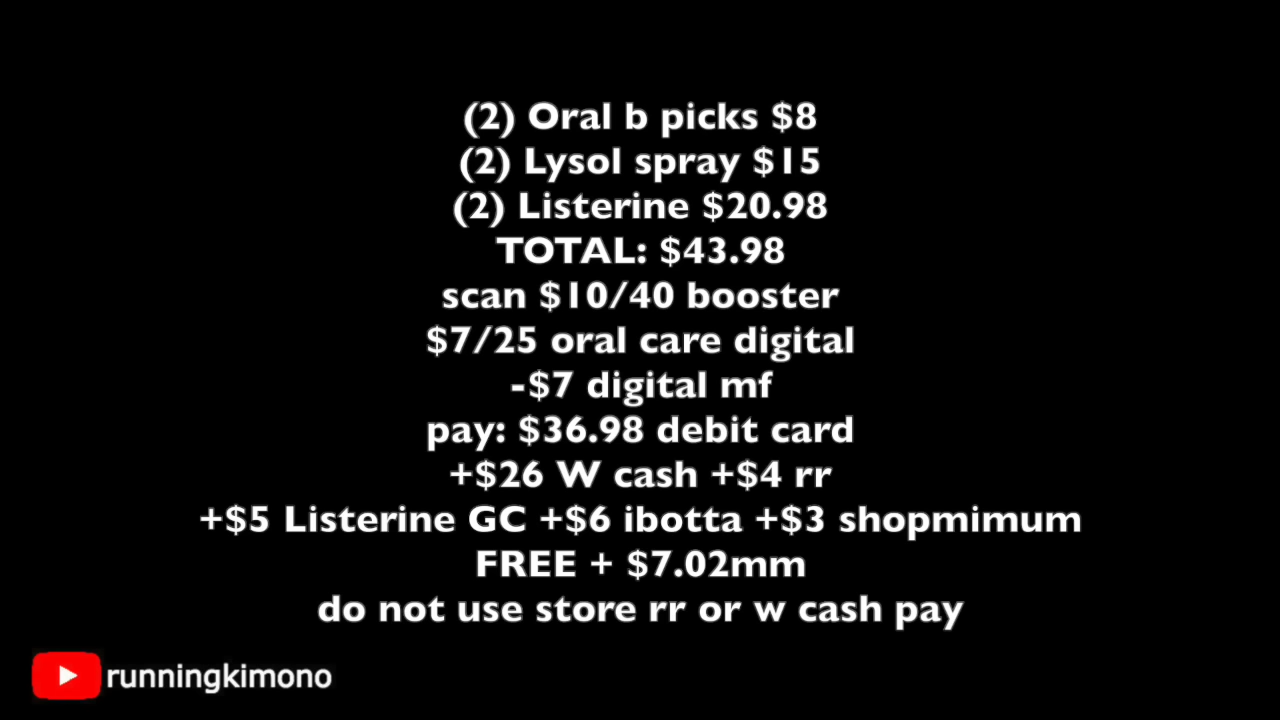 (2) Oral b picks $8
(2) Lysol spray $15
(2) Listerine $20.98
TOTAL: $43.98
scan $10/40 booster
$7/25 oral care digital
-$7 digital mf
pay: $36.98 debit card
+$26 W cash +$4 rr
+$5 Listerine GC +$6 ibotta +$3 shopmimum
FREE + $7.02mm
do not use store rr or w cash pay
runningkimono